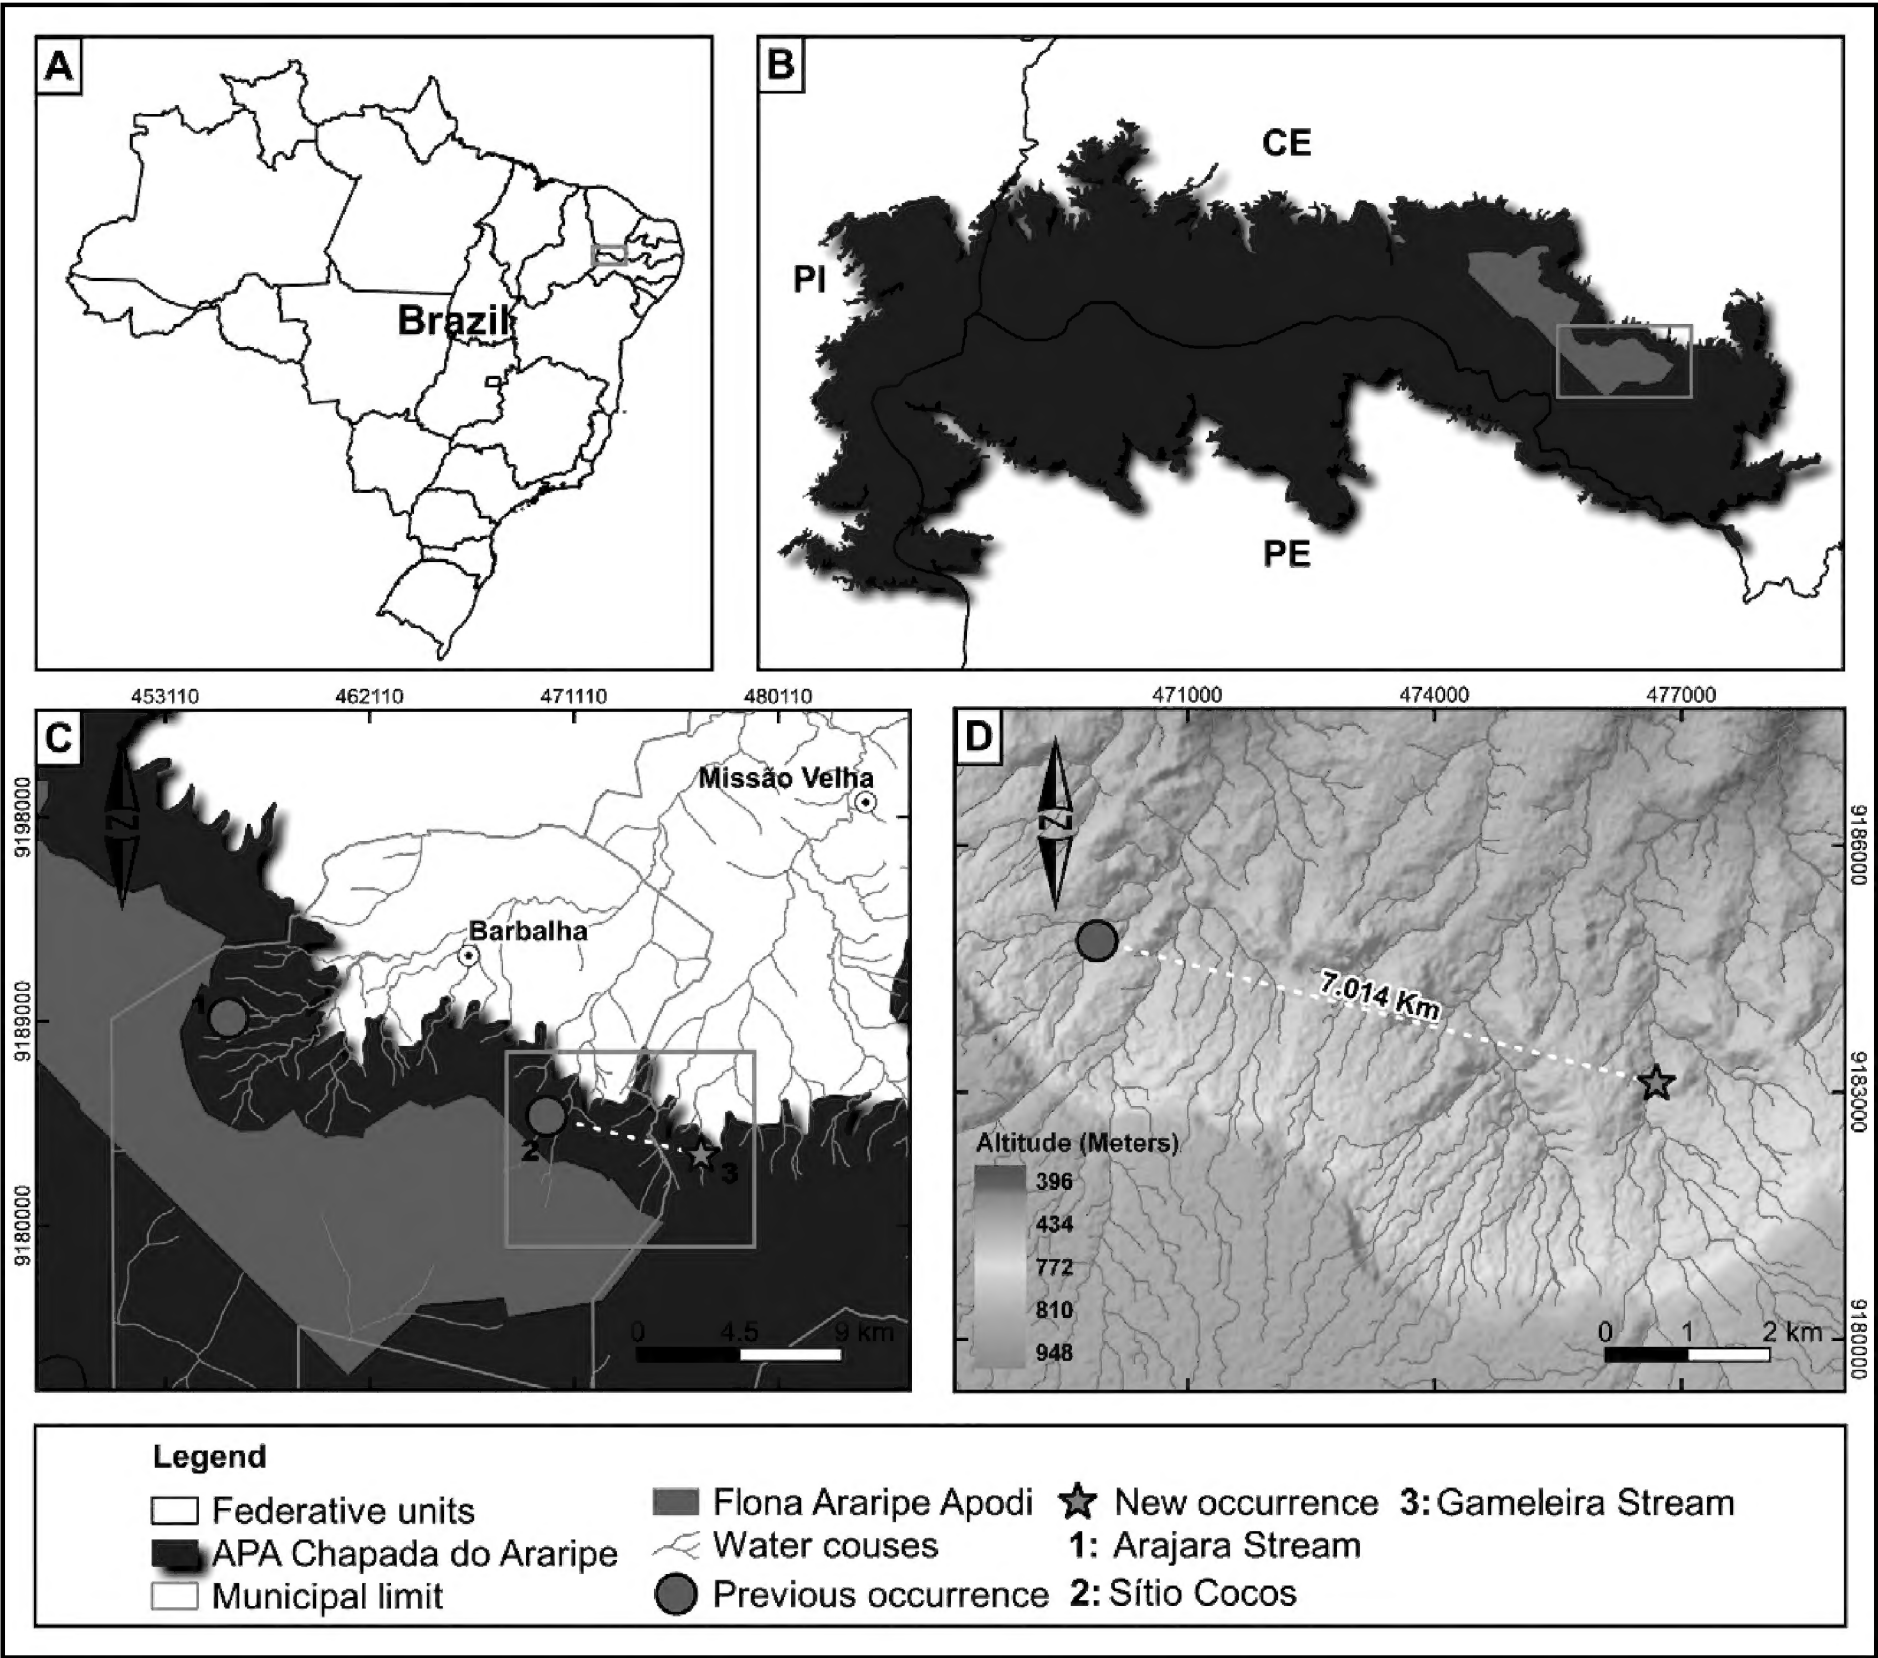 A
Brazil
B
CE
PI
PE
453110 462110 471110 480110
C
N
Missão Velha
Barbalha
1
2
3
9198000
9189000
9180000
0 4.5 9 km
471000 474000 477000
D
N
7.014 Km
Altitude (Meters)
396
434
772
810
948
0 1 2 km
9186000
9183000
9180000
Legend
Federative units
APA Chapada do Araripe
Municipal limit
Flona Araripe Apodi
Water couses
Previous occurrence
New occurrence
1: Arajara Stream
2: Sítio Cocos
3: Gameleira Stream